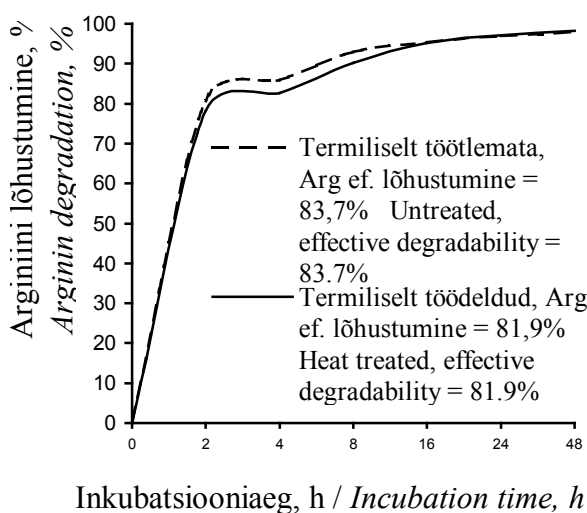 Arginiini lõhustumine, %
Arginin degradation, %
100
90
80
70
60
50
40
30
20
10
0
Termiliselt töötlemata,
Arg ef. lõhustumine =
83,7% Untreated,
effective degradability =
83.7%
Termiliselt töödeldud, Arg
ef. lõhustumine = 81,9%
Heat treated, effective
degradability = 81.9%
0 2 4 8 16 24 48
Inkubatsiooniaeg, h / Incubation time, h